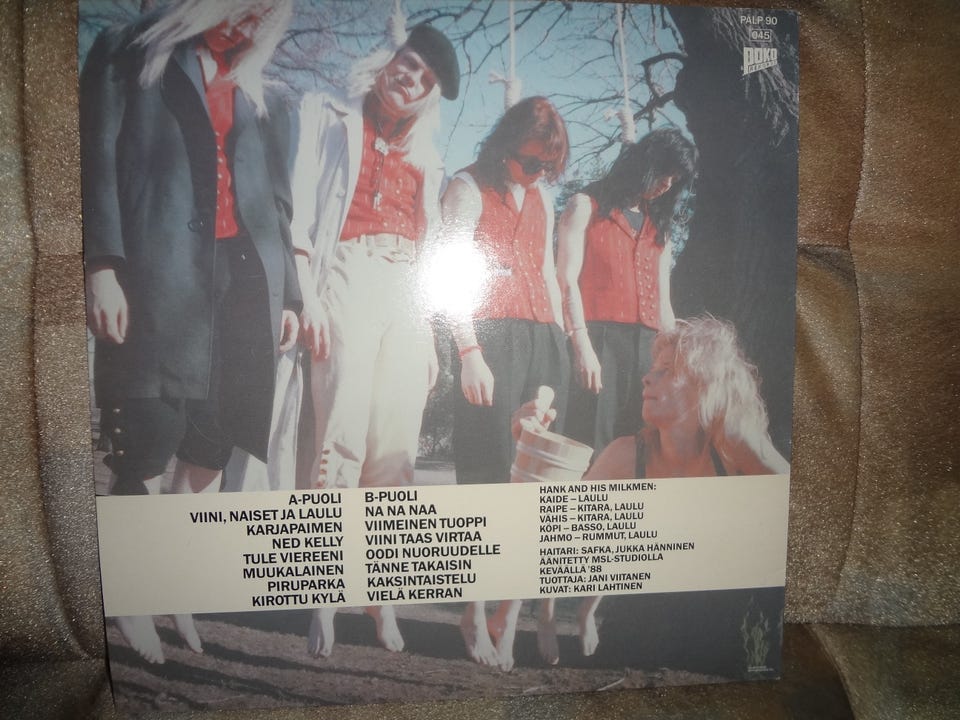 PALP 90
045
POKO
A-PUOLI
VIINI, NAISET JA LAULU
KARJAPAIMEN
NED KELLY
TULE VIEREENI
MUUKALAINEN
PIRUPARKA
KIROTTU KYLÄ
B-PUOLI
NA NA NAA
VIIMEINEN TUOPPI
VIINI TAAS VIRTAA
OODI NUORUUDELLE
TÄNNE TAKAISIN
KAKSINTAISTELU
VIELÄ KERRAN
HANK AND HIS MILKMEN:
KAIDE – LAULU
RAIPE – KITARA, LAULU
VÄHIS – KITARA, LAULU
KÖPI – BASSO, LAULU
JAHMO – RUMMUT, LAULU
HAITARI: SAFKA, JUKKA HÄNNINEN
ÄÄNITETTY MSL-STUDIOLLA
KEVÄÄLLÄ '88
TUOTTAJA: JANI VIITANEN
KUVAT: KARI LAHTINEN